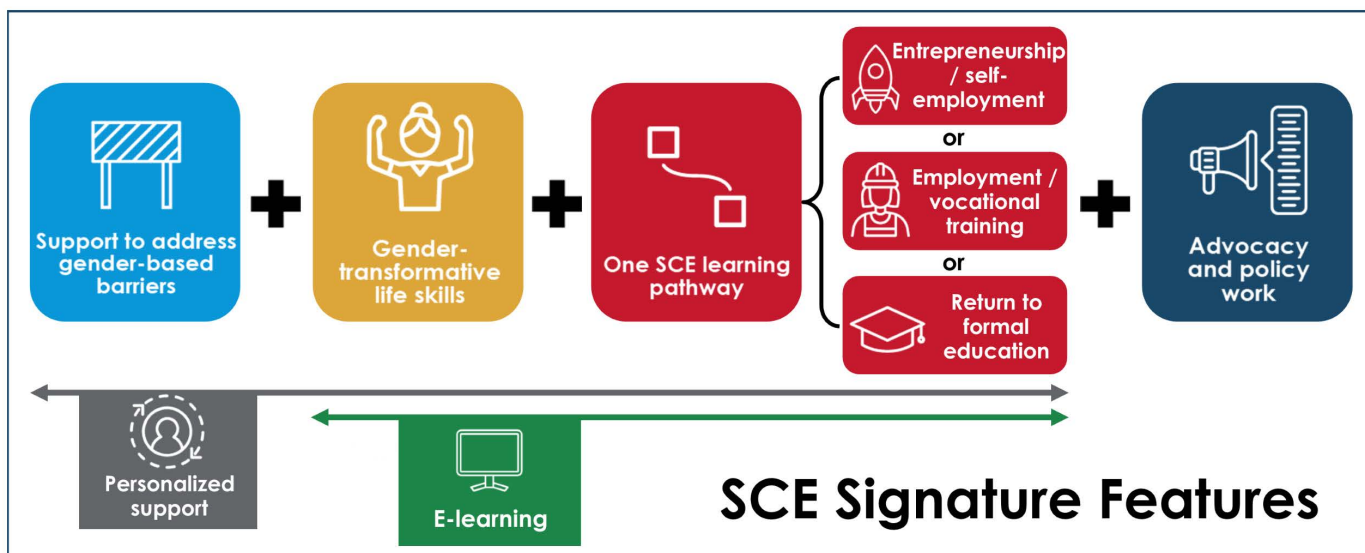 Support to address
gender-based
barriers
Gender-
transformative
life skills
One SCE learning
pathway
Entrepreneurship
/ self-
employment
or
Employment /
vocational
training
or
Return to
formal
education
Advocacy
and policy
work
Personalized
support
E-learning
SCE Signature Features